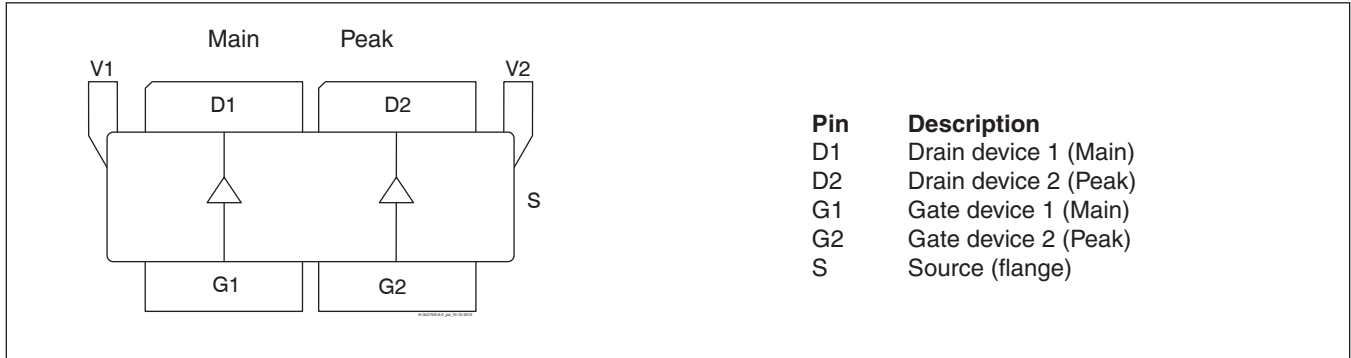 Main Peak
V1 V2
D1 D2
S
G1 G2
Pin Description
D1 Drain device 1 (Main)
D2 Drain device 2 (Peak)
G1 Gate device 1 (Main)
G2 Gate device 2 (Peak)
S Source (flange)